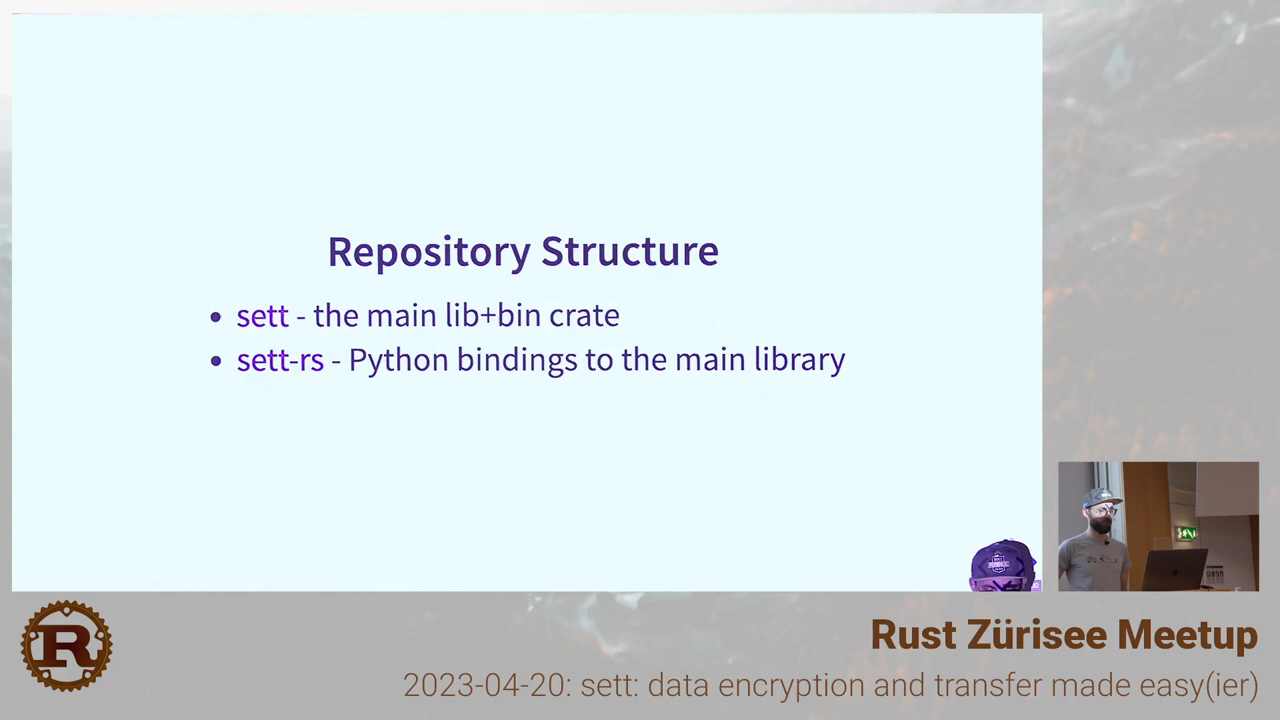 Repository Structure
• sett - the main lib+bin crate
• sett-rs - Python bindings to the main library
R
Rust Zürisee Meetup
2023-04-20: sett: data encryption and transfer made easy(ier)